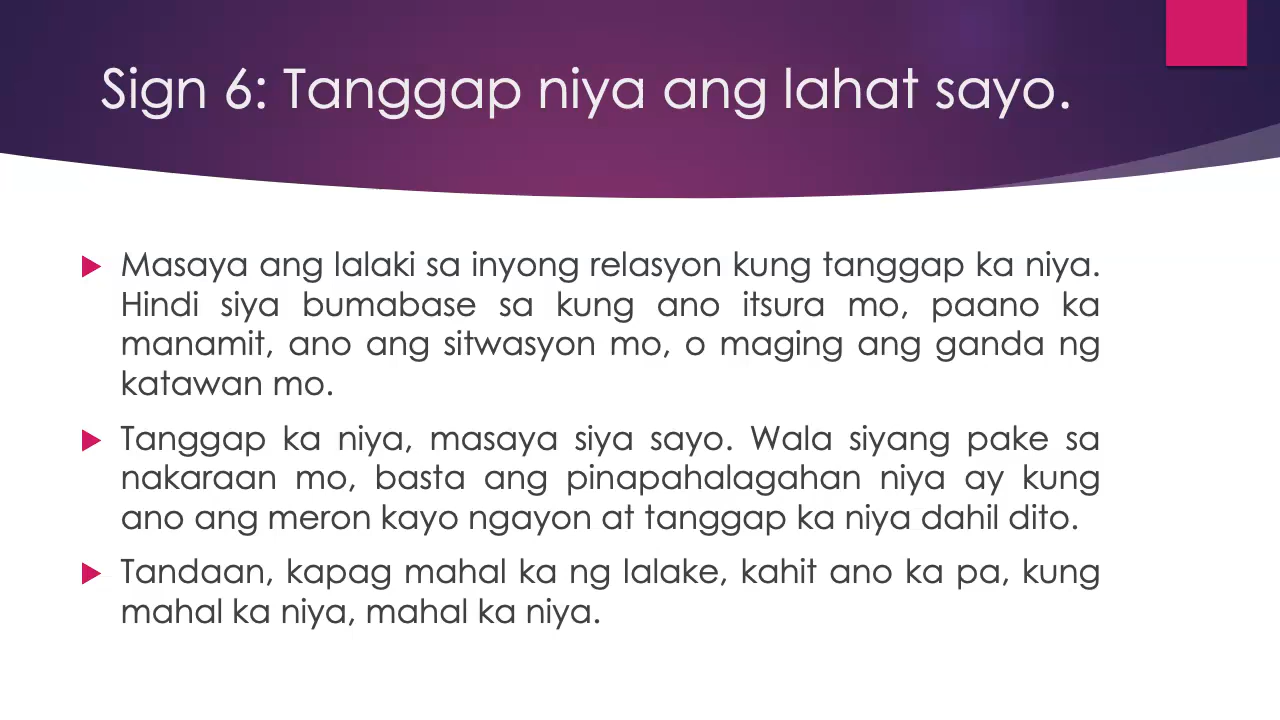 Sign 6: Tanggap niya ang lahat sayo.
Masaya ang lalaki sa inyong relasyon kung tanggap ka niya.
Hindi siya bumabase sa kung ano itsura mo, paano ka
manamit, ano ang sitwasyon mo, o maging ang ganda ng
katawan mo.
Tanggap ka niya, masaya siya sayo. Wala siyang pake sa
nakaraan mo, basta ang pinapahalagahan niya ay kung
ano ang meron kayo ngayon at tanggap ka niya dahil dito.
Tandaan, kapag mahal ka ng lalake, kahit ano ka pa, kung
mahal ka niya, mahal ka niya.